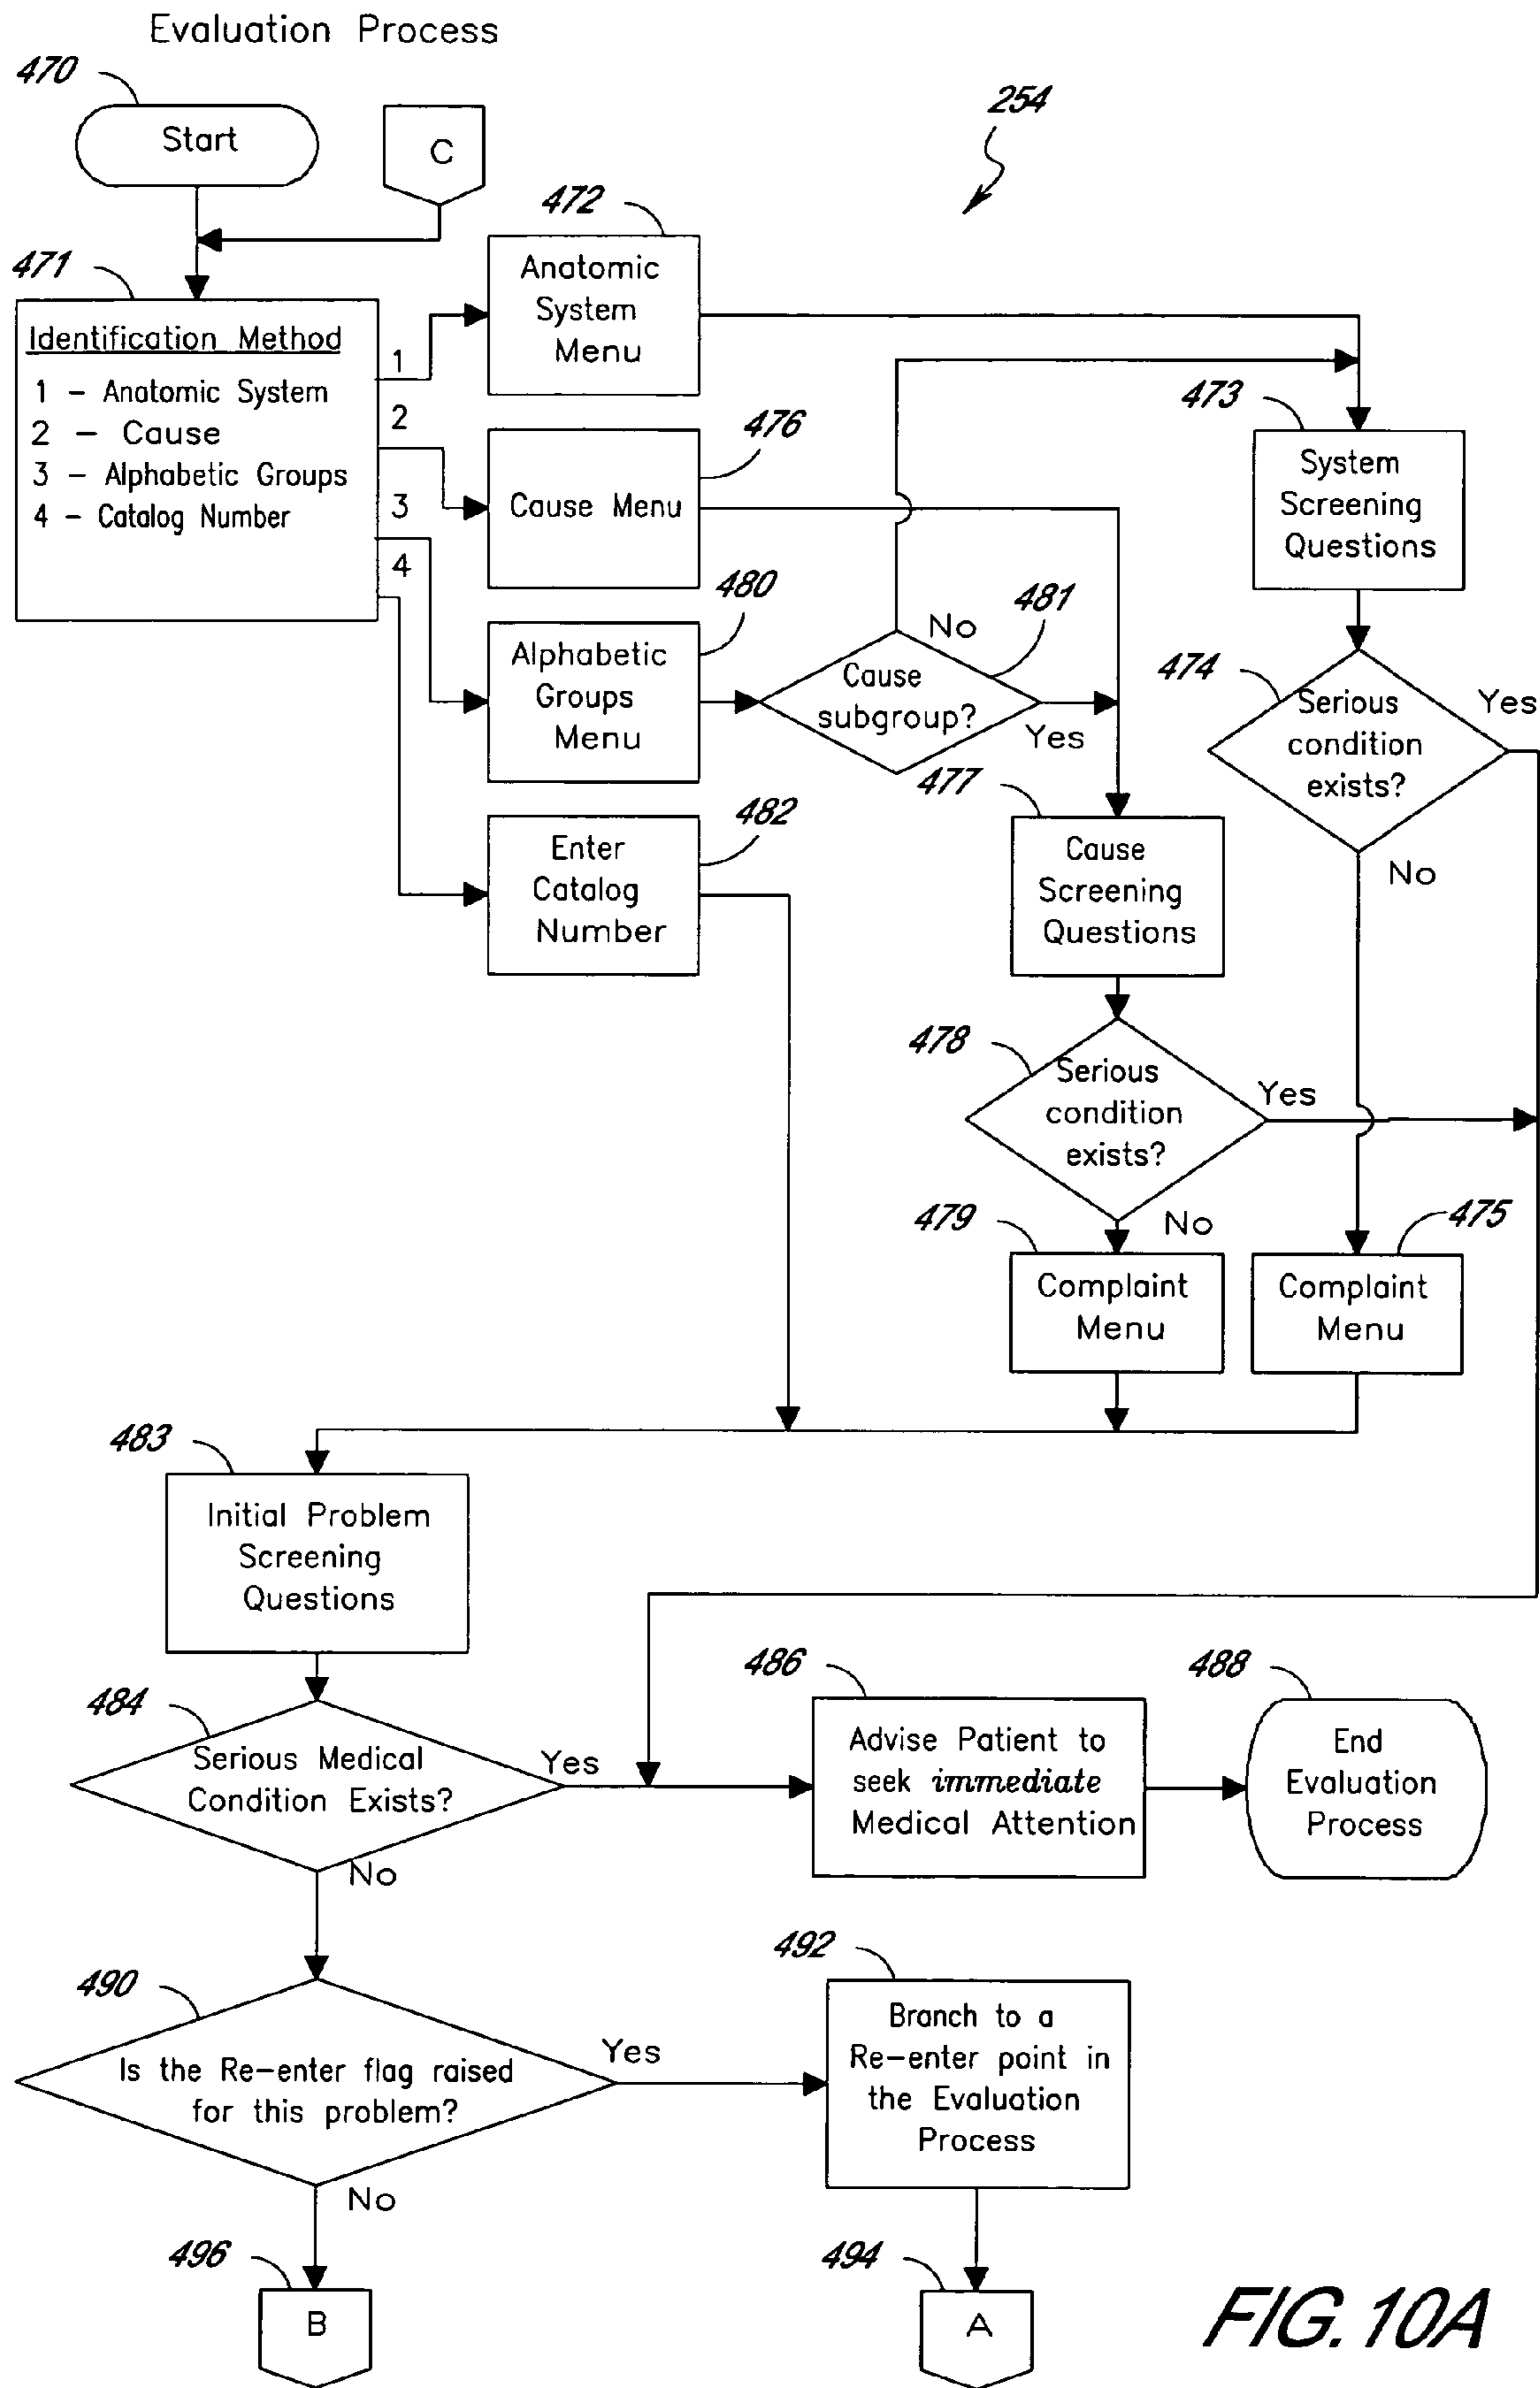 Evaluation Process
470
Start
C
254
472
Anatomic
System
Menu
471
Identification Method
1 - Anatomic System
2 - Cause
3 - Alphabetic Groups
4 - Catalog Number
1
2
3
4
476
Cause Menu
473
System
Screening
Questions
480
Alphabetic
Groups
Menu
481
No
Cause
subgroup?
Yes
474
Serious
condition
exists?
Yes
No
482
Enter
Catalog
Number
477
Cause
Screening
Questions
478
Serious
condition
exists?
Yes
No
479
Complaint
Menu
475
Complaint
Menu
483
Initial Problem
Screening
Questions
484
Serious Medical
Condition Exists?
Yes
No
486
Advise Patient to
seek immediate
Medical Attention
488
End
Evaluation
Process
490
Is the Re-enter flag raised
for this problem?
Yes
No
492
Branch to a
Re-enter point in
the Evaluation
Process
496
B
494
A
FIG. 10A